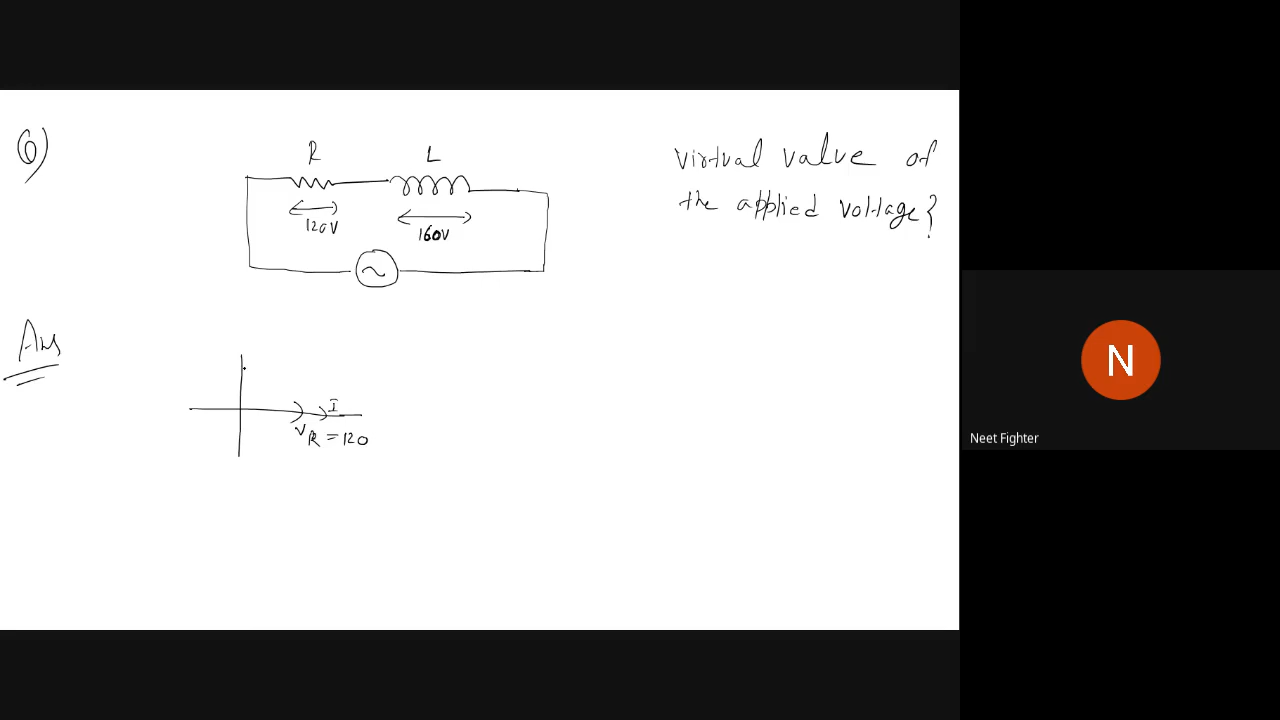 6)
R L
120V 160V
~
virtual value of
the applied voltage?
Ans
I
VR = 120
N
Neet Fighter